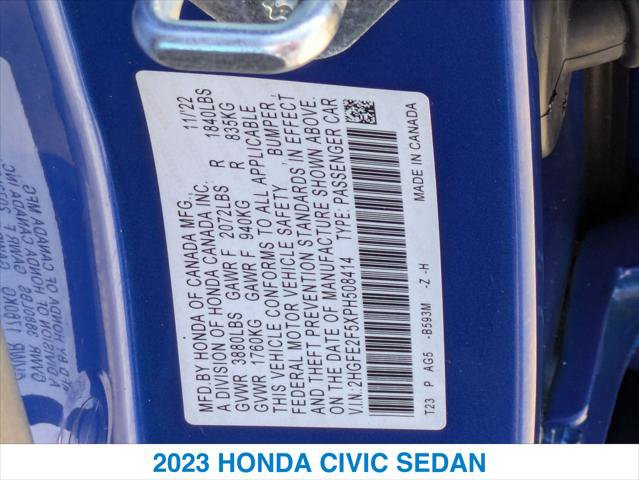 MFD BY HONDA OF CANADA MFG.,
A DIVISION OF HONDA CANADA INC.
11/22
GVWR 3880LBS GAWR F 2072LBS R 1840LBS
GVWR 1760KG GAWR F 940KG R 835KG
THIS VEHICLE CONFORMS TO ALL APPLICABLE
FEDERAL MOTOR VEHICLE SAFETY , BUMPER ,
AND THEFT PREVENTION STANDARDS IN EFFECT
ON THE DATE OF MANUFACTURE SHOWN ABOVE.
V.I.N:2HGFE2F5XPH508414 TYPE: PASSENGER CAR
T23 P AG5 -B593M -Z -H
MADE IN CANADA
2023 HONDA CIVIC SEDAN